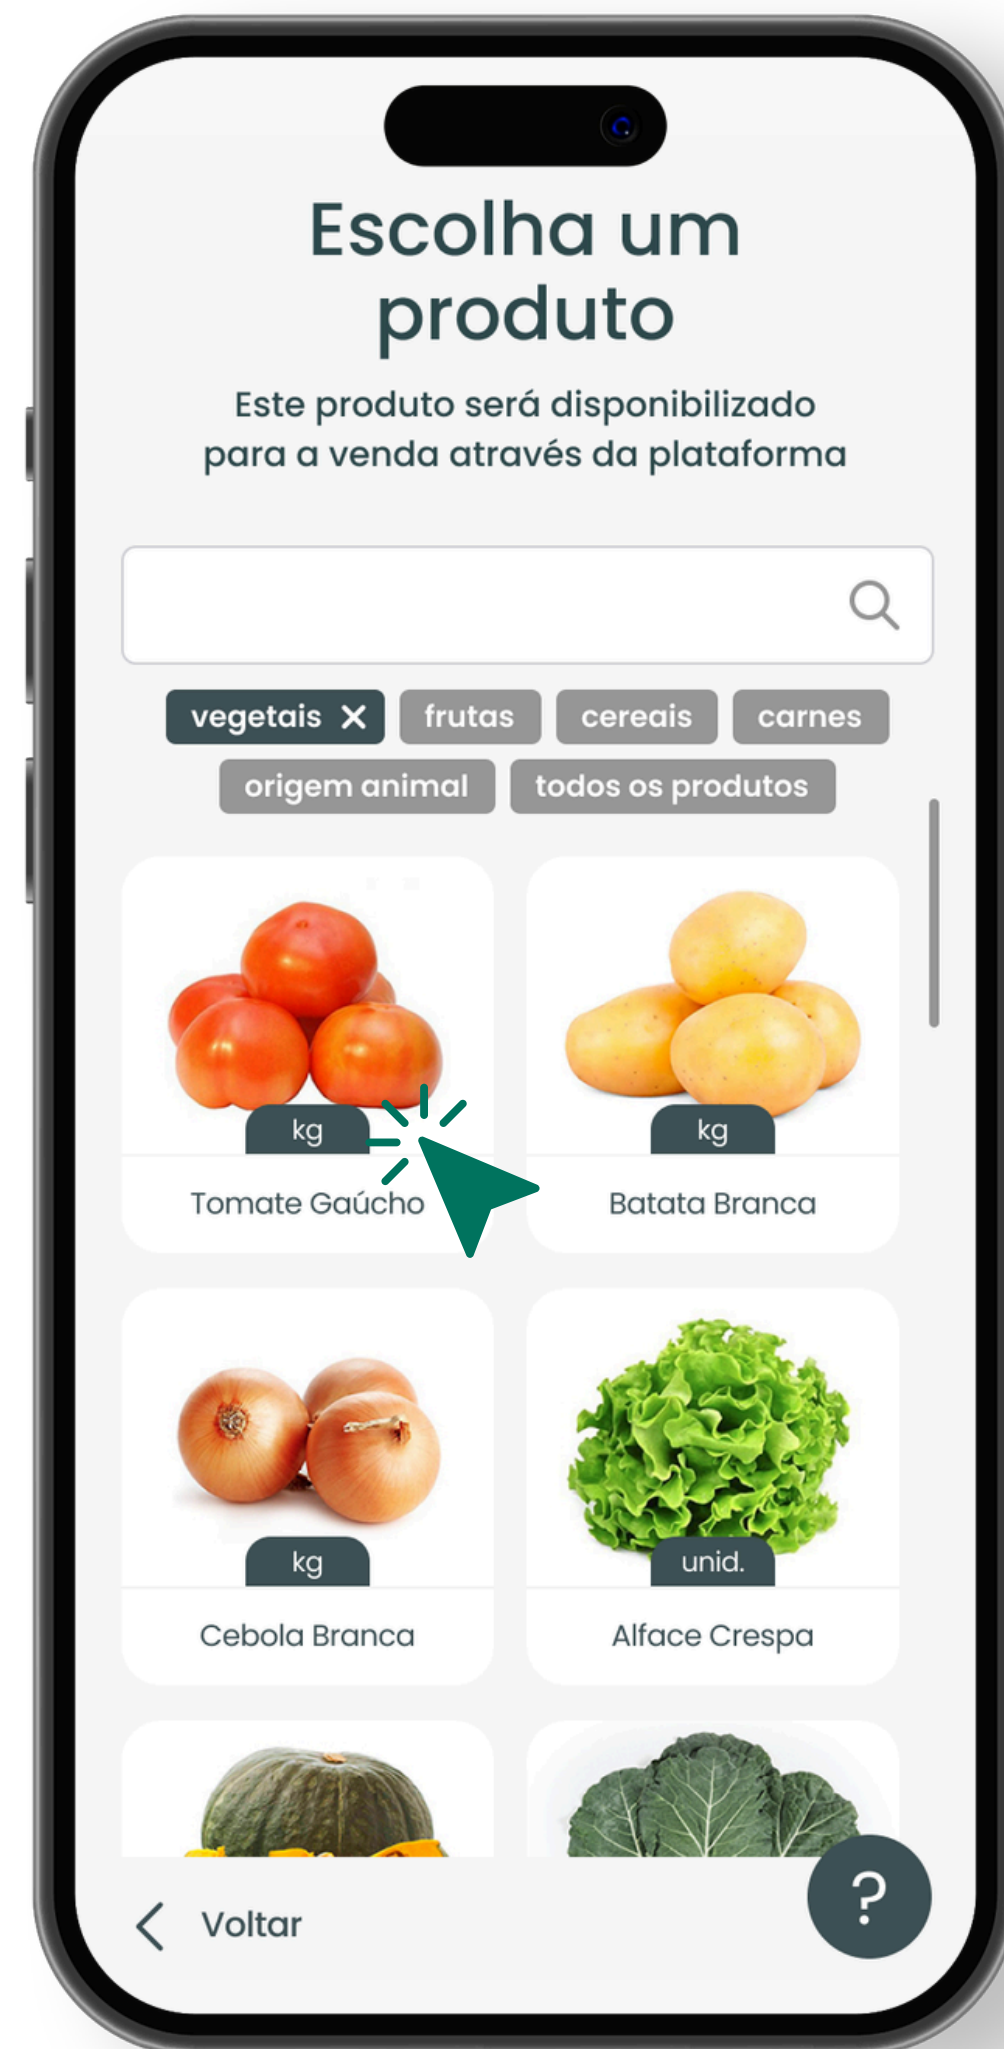 Escolha um
produto
Este produto será disponibilizado
para a venda através da plataforma
vegetais ✕ frutas cereais carnes
origem animal todos os produtos
kg kg
Tomate Gaúcho Batata Branca
kg unid.
Cebola Branca Alface Crespa
?
Voltar